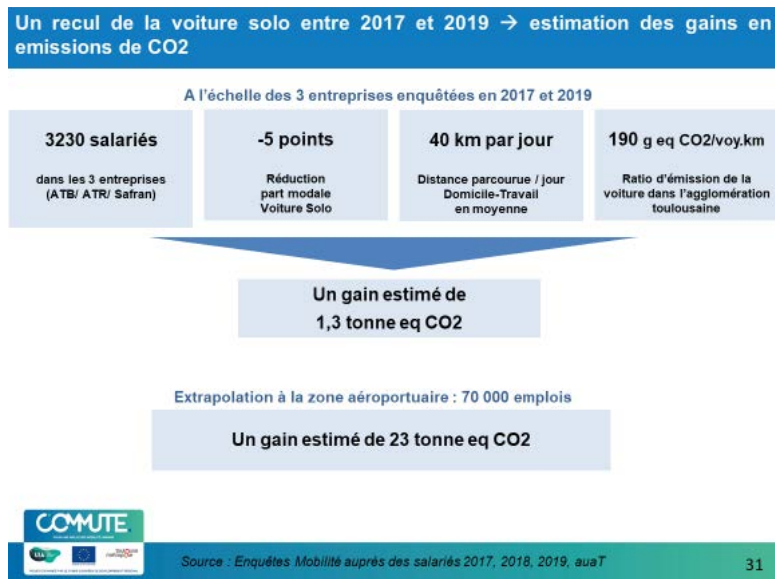 Un recul de la voiture solo entre 2017 et 2019 → estimation des gains en
emissions de CO2
A l'échelle des 3 entreprises enquêtées en 2017 et 2019
3230 salariés
dans les 3 entreprises
(ATB/ ATR/ Safran)
-5 points
Réduction
part modale
Voiture Solo
40 km par jour
Distance parcourue / jour
Domicile-Travail
en moyenne
190 g eq CO2/voy.km
Ratio d'émission de la
voiture dans l'agglomération
toulousaine
Un gain estimé de
1,3 tonne eq CO2
Extrapolation à la zone aéroportuaire : 70 000 emplois
Un gain estimé de 23 tonne eq CO2
COMMUTE
Source : Enquêtes Mobilité auprés des salariés 2017, 2018, 2019, auaT
31